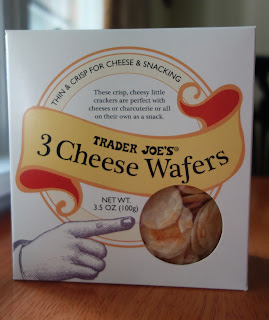 THIN & CRISP FOR CHEESE & SNACKING
These crisp, cheesy little
crackers are perfect with
cheeses or charcuterie or all
on their own as a snack.
TRADER JOE'S®
3 Cheese Wafers
NET WT.
3.5 OZ (100g)